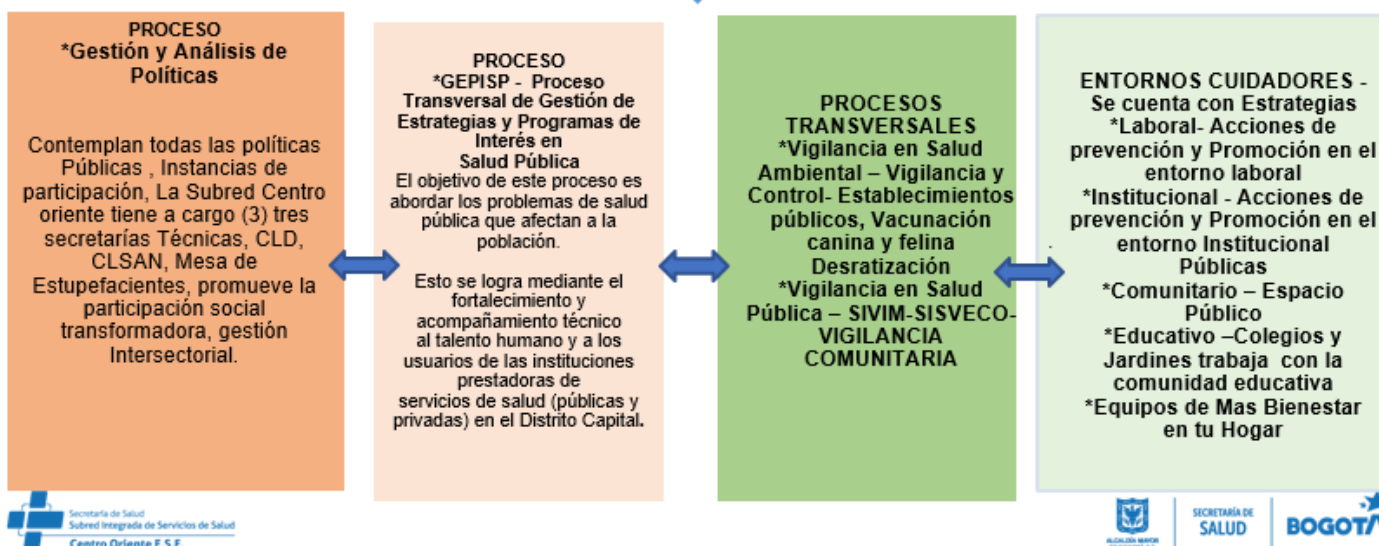 PROCESO
*Gestión y Análisis de
Políticas
Contemplan todas las políticas
Públicas , Instancias de
participación, La Subred Centro
oriente tiene a cargo (3) tres
secretarías Técnicas, CLD,
CLSAN, Mesa de
Estupefacientes, promueve la
participación social
transformadora, gestión
Intersectorial.
PROCESO
*GEPISP - Proceso
Transversal de Gestión de
Estrategias y Programas de
Interés en
Salud Pública
El objetivo de este proceso es
abordar los problemas de salud
pública que afectan a la
población.
Esto se logra mediante el
fortalecimiento y
acompañamiento técnico
al talento humano y a los
usuarios de las instituciones
prestadoras de
servicios de salud (públicas y
privadas) en el Distrito Capital.
PROCESOS
TRANSVERSALES
*Vigilancia en Salud
Ambiental – Vigilancia y
Control- Establecimientos
públicos, Vacunación
canina y felina
Desratización
*Vigilancia en Salud
Pública – SIVIM-SISVECO-
VIGILANCIA
COMUNITARIA
ENTORNOS CUIDADORES -
Se cuenta con Estrategias
*Laboral- Acciones de
prevención y Promoción en el
entorno laboral
*Institucional - Acciones de
prevención y Promoción en el
entorno Institucional
Públicas
*Comunitario – Espacio
Público
*Educativo –Colegios y
Jardines trabaja con la
comunidad educativa
*Equipos de Mas Bienestar
en tu Hogar
Secretaría de Salud
Subred Integrada de Servicios de Salud
Centro Oriente E.S.E.
ALCALDÍA MAYOR
SECRETARÍA DE
SALUD
BOGOTÁ